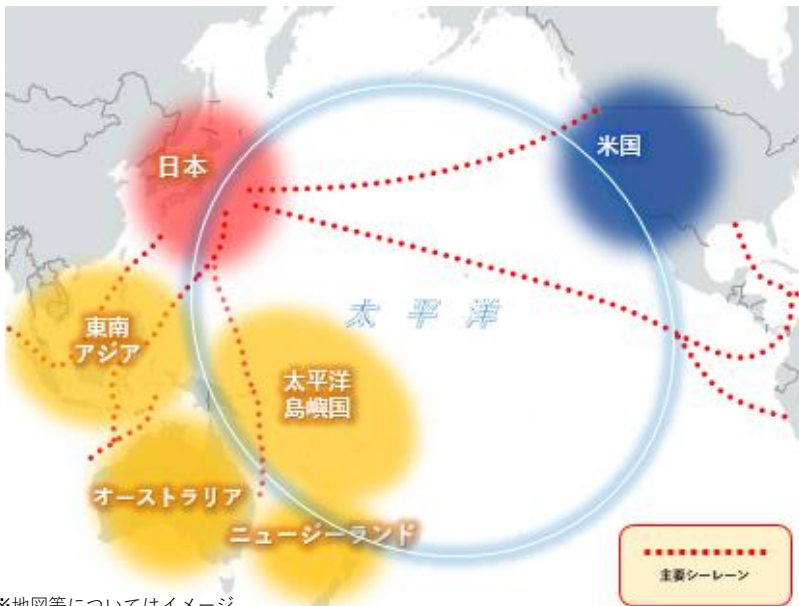 日本
米国
太平洋
東南
アジア
太平洋
島嶼国
オーストラリア
ニュージーランド
主要シーレーン
※地図等についてはイメージ